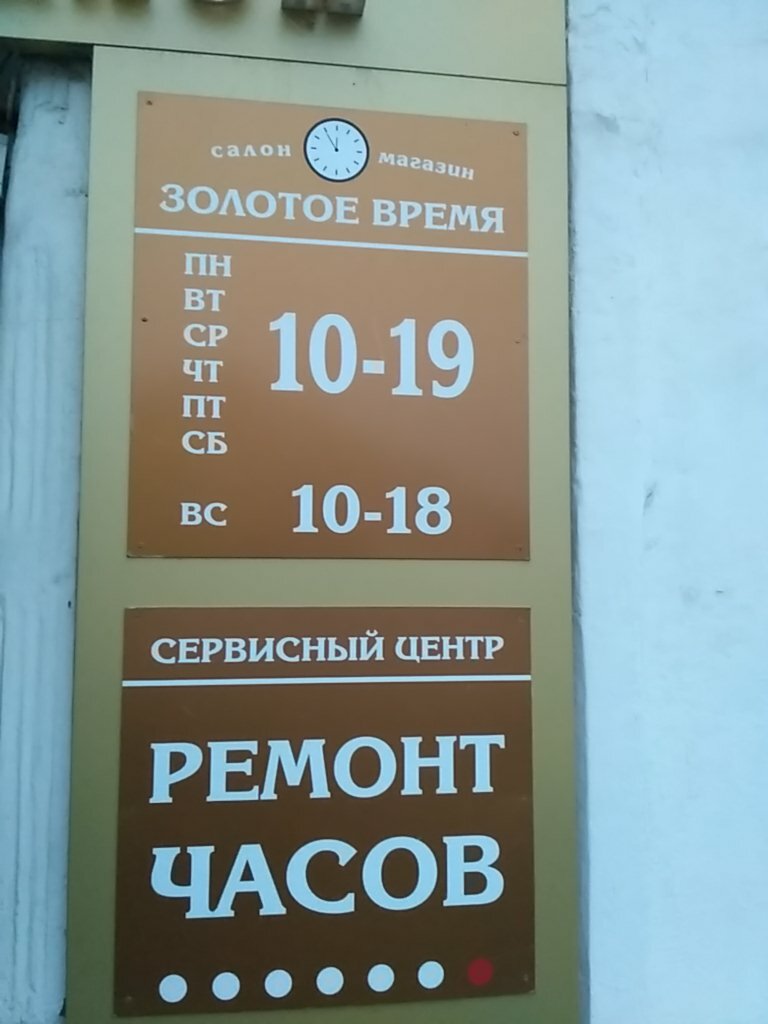 салон магазин
ЗОЛОТОЕ ВРЕМЯ
ПН
ВТ
СР
ЧТ
ПТ
СБ
10-19
ВС 10-18
СЕРВИСНЫЙ ЦЕНТР
РЕМОНТ
ЧАСОВ